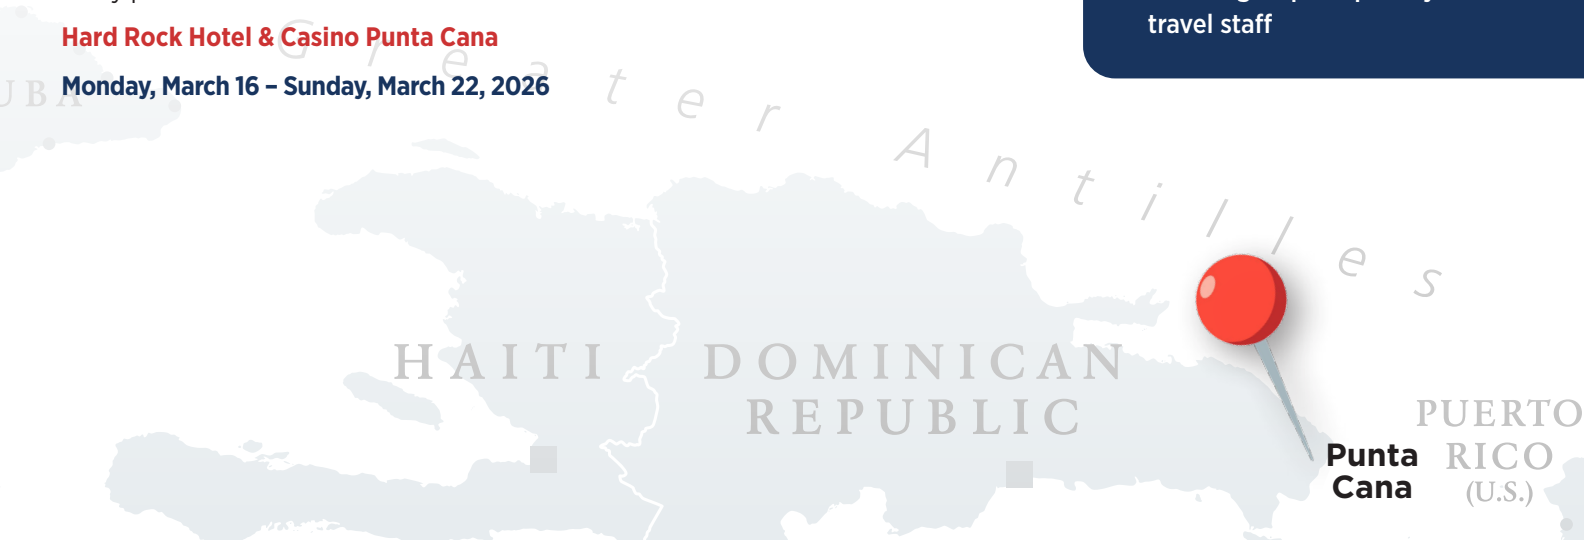 Hard Rock Hotel & Casino Punta Cana
Monday, March 16 – Sunday, March 22, 2026
travel staff
Greater Antilles
HAITI
DOMINICAN
REPUBLIC
Punta
Cana
PUERTO
RICO
(U.S.)